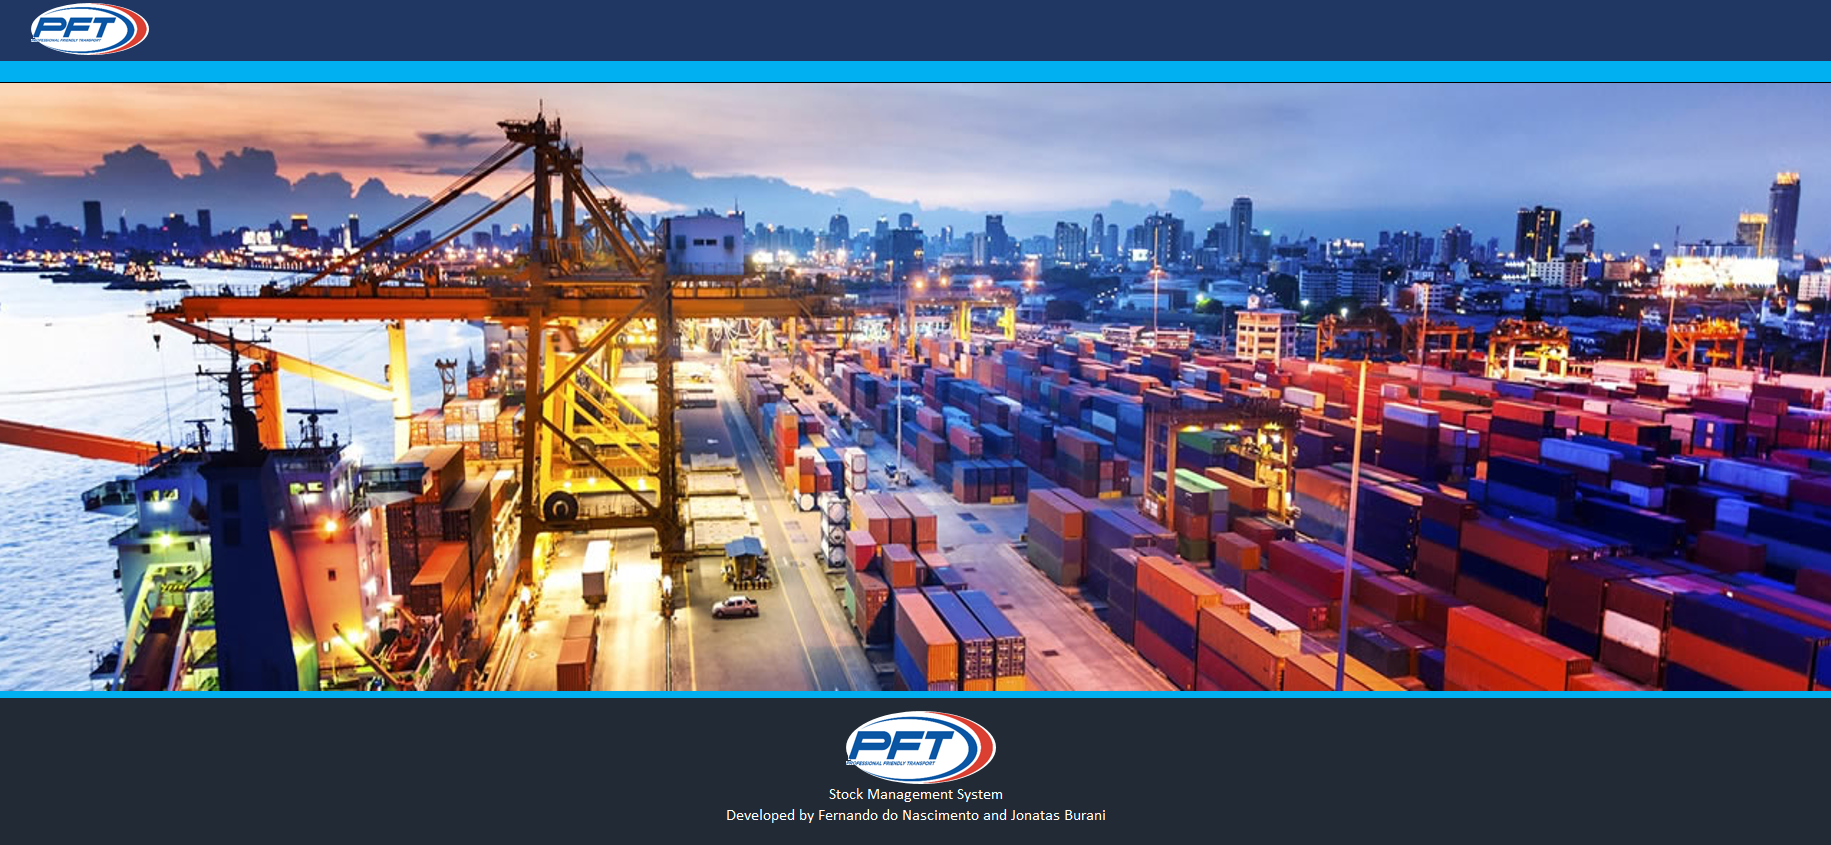 PFT
PROFESSIONAL FRIENDLY TRANSPORT
PFT
PROFESSIONAL FRIENDLY TRANSPORT
Stock Management System
Developed by Fernando do Nascimento and Jonatas Burani